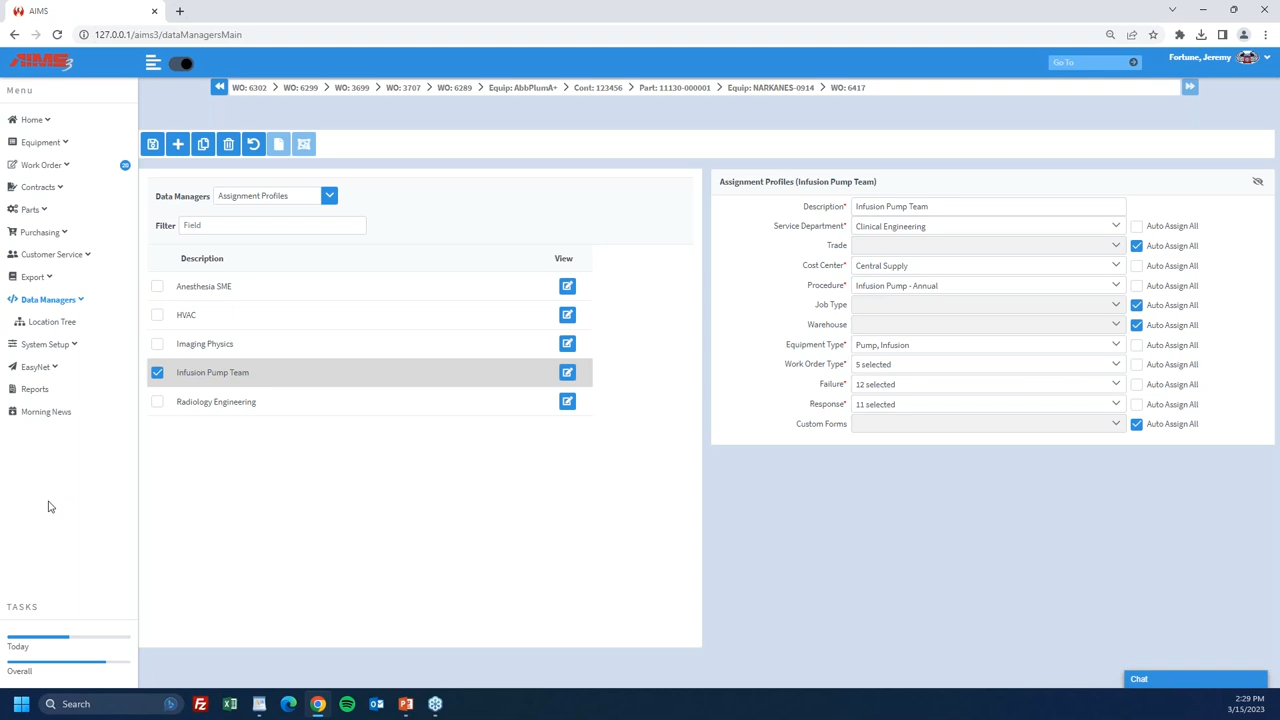 AIMS
127.0.0.1/aims3/dataManagersMain
AIMS 3
Go To
Fortune, Jeremy
Menu
WO: 6302 > WO: 6299 > WO: 3699 > WO: 3707 > WO: 6289 > Equip: AbbPlumA+ > Cont: 123456 > Part: 11130-000001 > Equip: NARKANES-0914 > WO: 6417
Home
Equipment
Work Order 20
Contracts
Parts
Purchasing
Customer Service
Export
Data Managers
Location Tree
System Setup
EasyNet
Reports
Morning News
TASKS
Today
Overall
Data Managers Assignment Profiles
Filter Field
Description View
Anesthesia SME
HVAC
Imaging Physics
Infusion Pump Team
Radiology Engineering
Assignment Profiles (Infusion Pump Team)
Description* Infusion Pump Team
Service Department* Clinical Engineering Auto Assign All
Trade Auto Assign All
Cost Center* Central Supply Auto Assign All
Procedure* Infusion Pump - Annual Auto Assign All
Job Type Auto Assign All
Warehouse Auto Assign All
Equipment Type* Pump, Infusion Auto Assign All
Work Order Type* 5 selected Auto Assign All
Failure* 12 selected Auto Assign All
Response* 11 selected Auto Assign All
Custom Forms Auto Assign All
Chat
Search
2:29 PM
3/15/2023